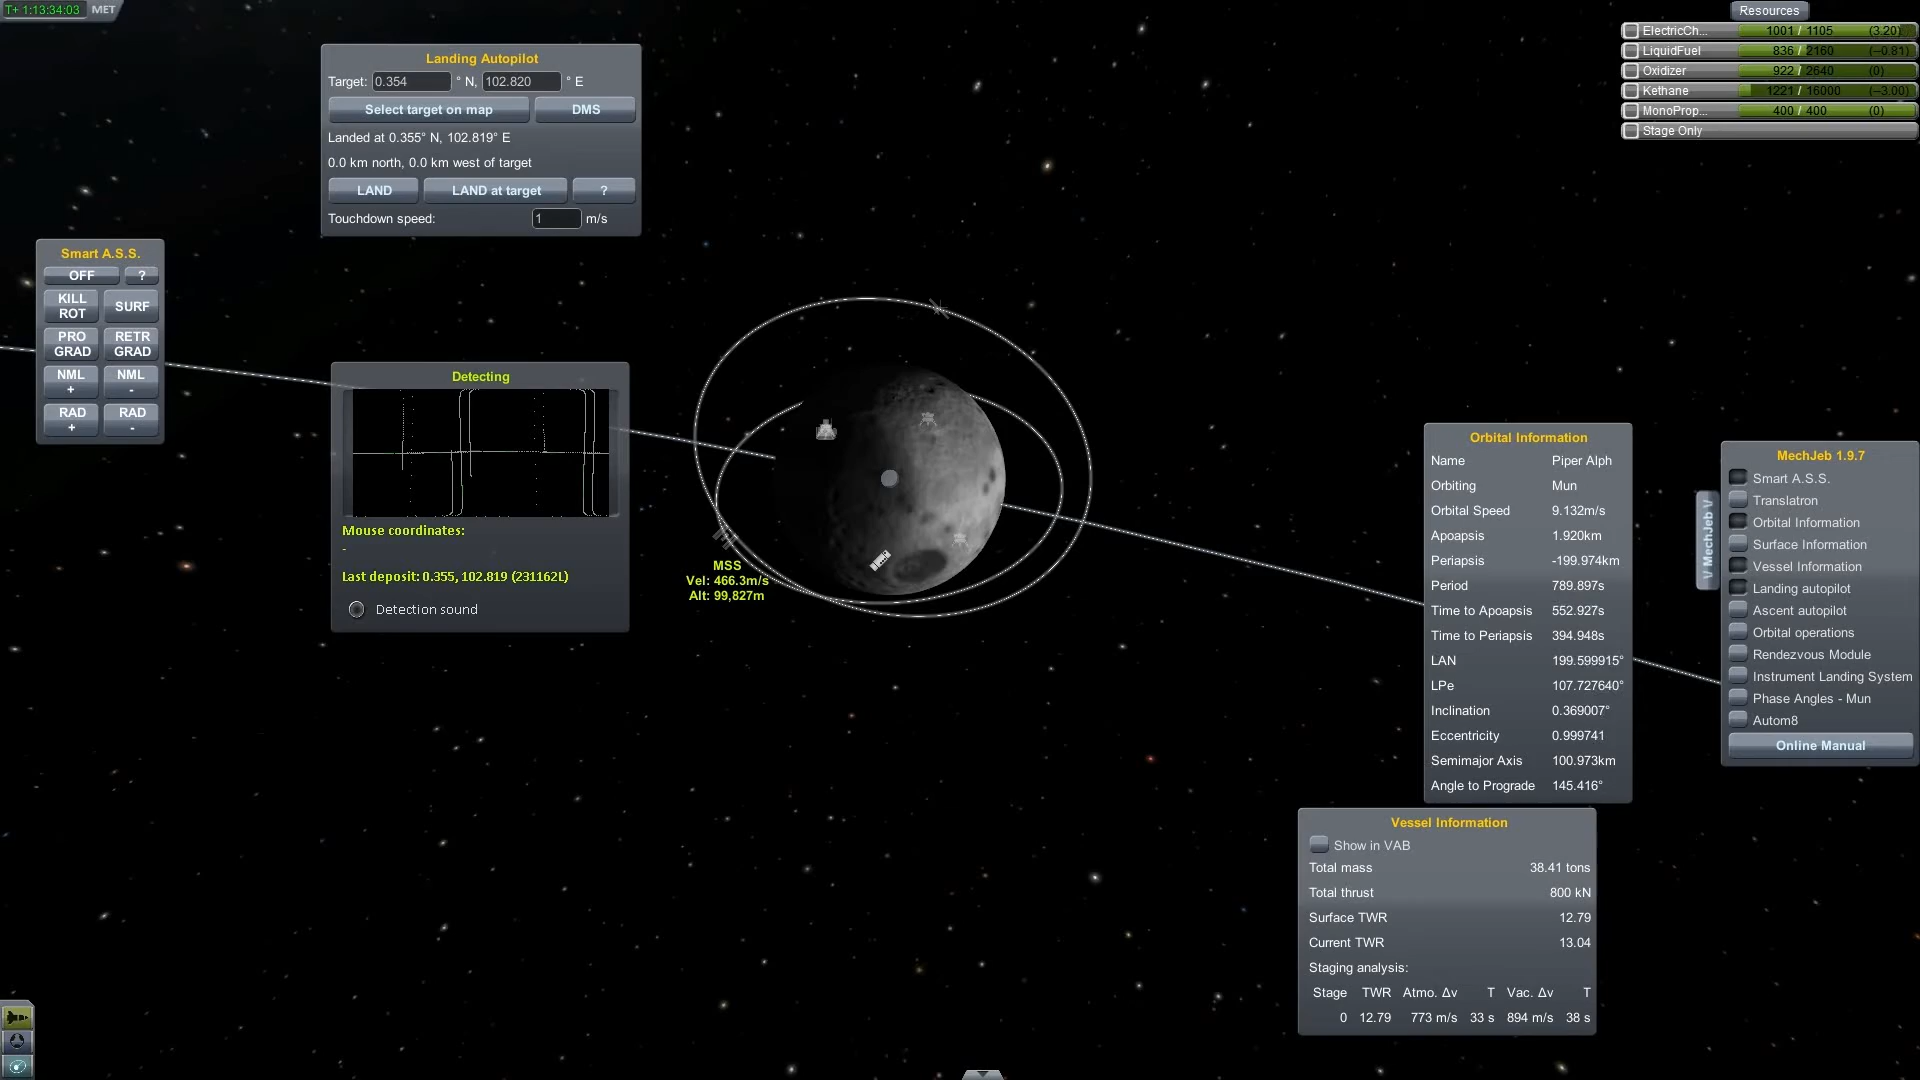 T+ 1:13:34:03 MET
Resources
ElectricCh... 1001 / 1105 (3.20)
LiquidFuel 836 / 2160 (−0.81)
Oxidizer 922 / 2640 (0)
Kethane 1221 / 16000 (−3.00)
MonoProp... 400 / 400 (0)
Stage Only
Landing Autopilot
Target: 0.354 ° N, 102.820 ° E
Select target on map DMS
Landed at 0.355° N, 102.819° E
0.0 km north, 0.0 km west of target
LAND LAND at target ?
Touchdown speed: 1 m/s
Smart A.S.S.
OFF ?
KILL ROT SURF
PRO GRAD RETR GRAD
NML + NML -
RAD + RAD -
Detecting
Mouse coordinates:
-
Last deposit: 0.355, 102.819 (231162L)
Detection sound
MSS
Vel: 466.3m/s
Alt: 99,827m
Orbital Information
Name Piper Alph
Orbiting Mun
Orbital Speed 9.132m/s
Apoapsis 1.920km
Periapsis -199.974km
Period 789.897s
Time to Apoapsis 552.927s
Time to Periapsis 394.948s
LAN 199.599915°
LPe 107.727640°
Inclination 0.369007°
Eccentricity 0.999741
Semimajor Axis 100.973km
Angle to Prograde 145.416°
\/ MechJeb \/
MechJeb 1.9.7
Smart A.S.S.
Translatron
Orbital Information
Surface Information
Vessel Information
Landing autopilot
Ascent autopilot
Orbital operations
Rendezvous Module
Instrument Landing System
Phase Angles - Mun
Autom8
Online Manual
Vessel Information
Show in VAB
Total mass 38.41 tons
Total thrust 800 kN
Surface TWR 12.79
Current TWR 13.04
Staging analysis:
Stage TWR Atmo. Δv T Vac. Δv T
0 12.79 773 m/s 33 s 894 m/s 38 s